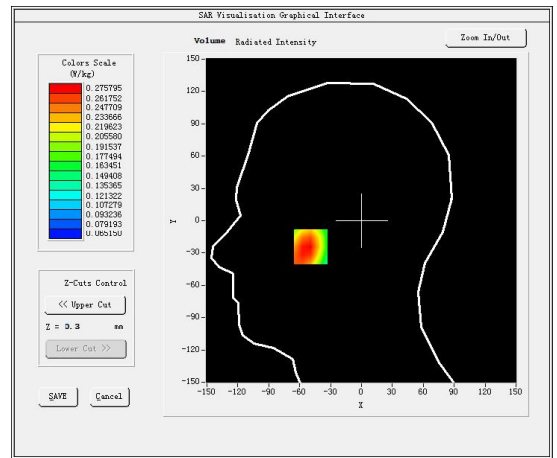 SAR Visualisation Graphical Interface
Volume Radiated Intensity
Zoom In/Out
Colors Scale
(W/kg)
0.275795
0.261752
0.247709
0.233666
0.219623
0.205580
0.191537
0.177494
0.163451
0.149408
0.135365
0.121322
0.107279
0.093236
0.079193
0.065150
Z-Cuts Control
<< Upper Cut
Z = 0.3 mm
Lower Cut >>
SAVE Cancel
150
120
90
60
30
0
-30
-60
-90
-120
-150
Y
-150 -120 -90 -60 -30 0 30 60 90 120 150
X